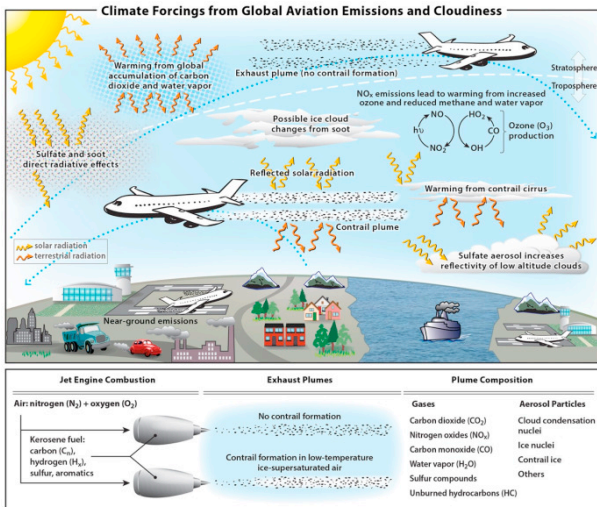 Climate Forcings from Global Aviation Emissions and Cloudiness
Warming from global
accumulation of carbon
dioxide and water vapor
Exhaust plume (no contrail formation)
Stratosphere
Troposphere
NOx emissions lead to warming from increased
ozone and reduced methane and water vapor
Possible ice cloud
changes from soot
NO
HO2
hυ
CO
NO2
OH
Ozone (O3)
production
Sulfate and soot
direct radiative effects
Reflected solar radiation
Warming from contrail cirrus
Contrail plume
solar radiation
terrestrial radiation
Sulfate aerosol increases
reflectivity of low altitude clouds
Near-ground emissions
Jet Engine Combustion
Air: nitrogen (N2) + oxygen (O2)
Kerosene fuel:
carbon (Cn),
hydrogen (Hx),
sulfur, aromatics
Exhaust Plumes
No contrail formation
Contrail formation in low-temperature
ice-supersaturated air
Plume Composition
Gases
Carbon dioxide (CO2)
Nitrogen oxides (NOx)
Carbon monoxide (CO)
Water vapor (H2O)
Sulfur compounds
Unburned hydrocarbons (HC)
Aerosol Particles
Cloud condensation
nuclei
Ice nuclei
Contrail ice
Others